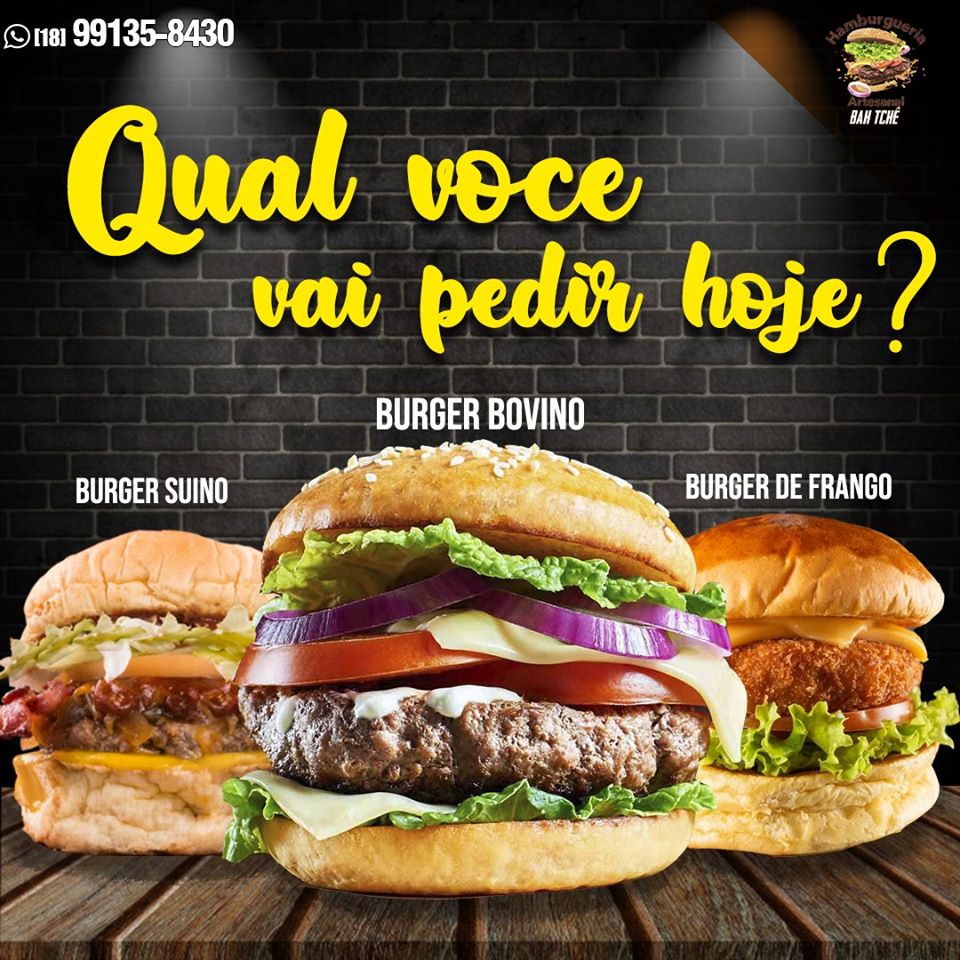 [18] 99135-8430
Hamburgueria
Artesanal
BAH TCHÊ
Qual voce
vai pedir hoje?
BURGER BOVINO
BURGER SUINO
BURGER DE FRANGO